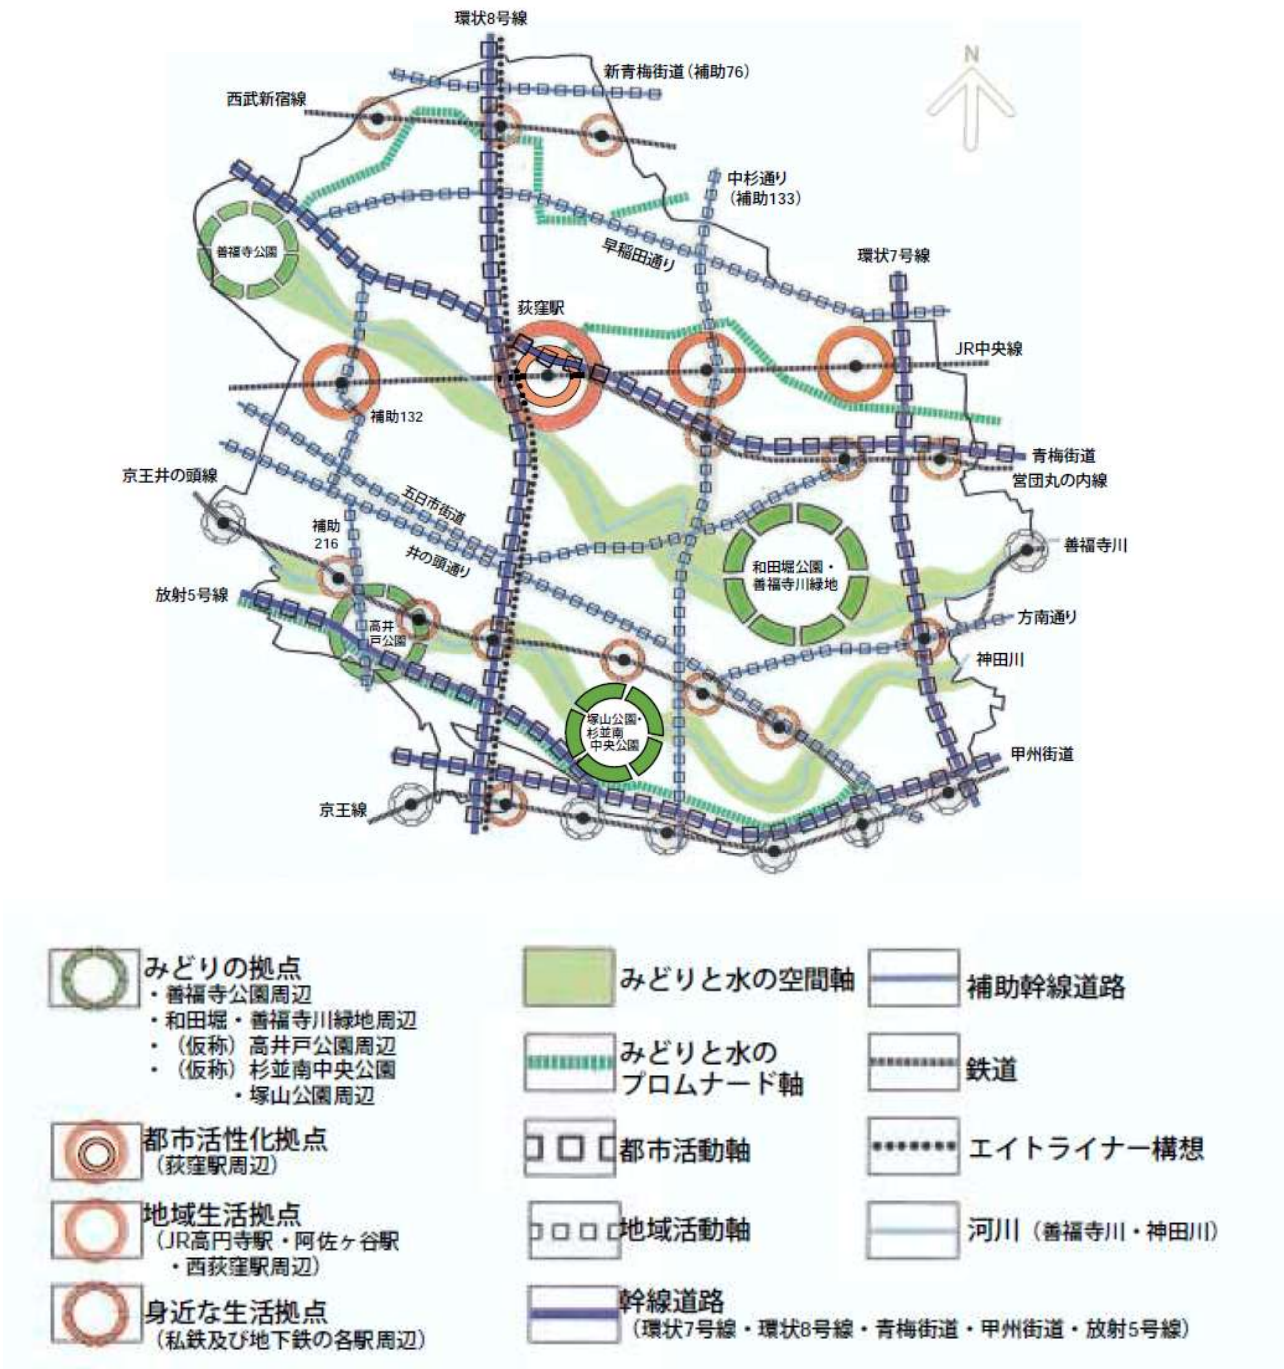 環状8号線
新青梅街道(補助76)
西武新宿線
N
中杉通り
(補助133)
善福寺公園
早稲田通り
環状7号線
荻窪駅
JR中央線
補助132
青梅街道
営団丸の内線
京王井の頭線
五日市街道
補助
216
井の頭通り
善福寺川
和田堀公園・
善福寺川緑地
放射5号線
高井
戸公園
方南通り
神田川
塚山公園・
杉並南
中央公園
甲州街道
京王線
みどりの拠点
・善福寺公園周辺
・和田堀・善福寺川緑地周辺
・(仮称)高井戸公園周辺
・(仮称)杉並南中央公園
・塚山公園周辺
都市活性化拠点
(荻窪駅周辺)
地域生活拠点
(JR高円寺駅・阿佐ヶ谷駅
・西荻窪駅周辺)
身近な生活拠点
(私鉄及び地下鉄の各駅周辺)
みどりと水の空間軸
みどりと水の
プロムナード軸
都市活動軸
地域活動軸
幹線道路
(環状7号線・環状8号線・青梅街道・甲州街道・放射5号線)
補助幹線道路
鉄道
エイトライナー構想
河川(善福寺川・神田川)